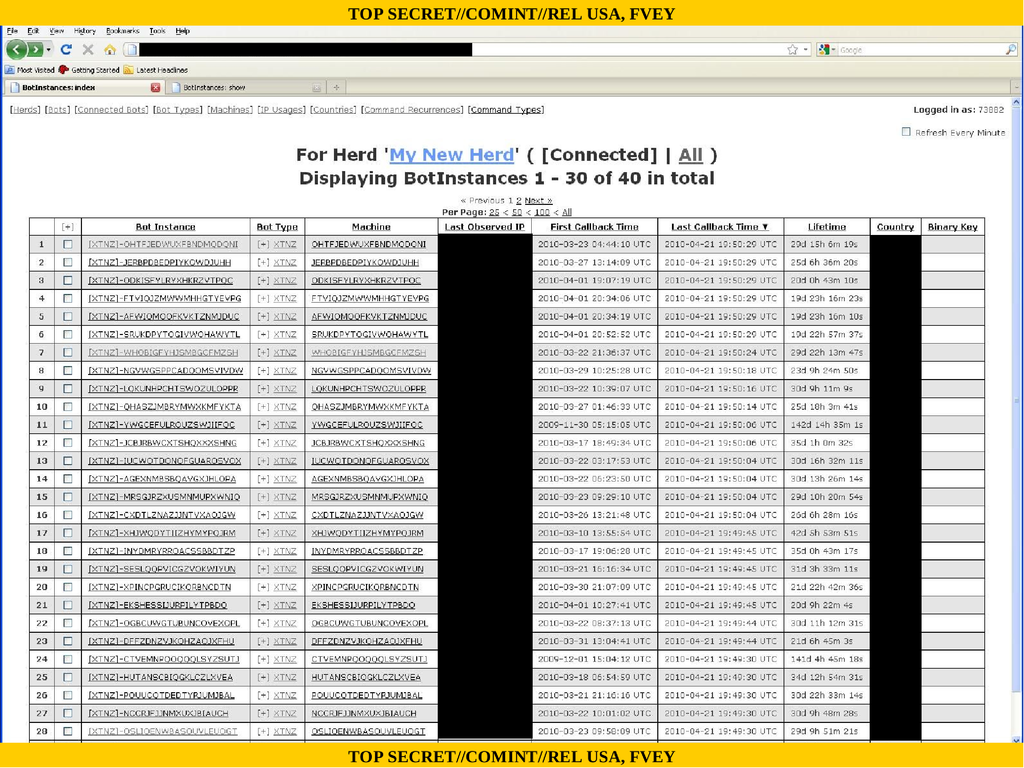 TOP SECRET//COMINT//REL USA, FVEY
File Edit View History Bookmarks Tools Help
Google
Most Visited Getting Started Latest Headlines
BotInstances: index BotInstances: show
[Herds] [Bots] [Connected Bots] [Bot Types] [Machines] [IP Usages] [Countries] [Command Recurrences] [Command Types] Logged in as: 73882
Refresh Every Minute
For Herd 'My New Herd' ( [Connected] | All )
Displaying BotInstances 1 - 30 of 40 in total
« Previous 1 2 Next »
Per Page: 25 < 50 < 100 < All
[+] Bot Instance Bot Type Machine Last Observed IP First Callback Time Last Callback Time ▼ Lifetime Country Binary Key
1 [XTNZ]-OHTFJEDWUXFBNDMODQNI [+] XTNZ OHTFJEDWUXFBNDMODQNI 2010-03-23 04:44:10 UTC 2010-04-21 19:50:29 UTC 29d 15h 6m 19s
2 [XTNZ]-JERBPDBEDPIYKOWDJUHH [+] XTNZ JERBPDBEDPIYKOWDJUHH 2010-03-27 13:14:09 UTC 2010-04-21 19:50:29 UTC 25d 6h 36m 20s
3 [XTNZ]-ODKISFYLRYXHKRZVTPOC [+] XTNZ ODKISFYLRYXHKRZVTPOC 2010-04-01 19:07:19 UTC 2010-04-21 19:50:29 UTC 20d 0h 43m 10s
4 [XTNZ]-FTVIQJZMWWMHHGTYEVPG [+] XTNZ FTVIQJZMWWMHHGTYEVPG 2010-04-01 20:34:06 UTC 2010-04-21 19:50:29 UTC 19d 23h 16m 23s
5 [XTNZ]-AFWIQMOOFKVKTZNMJDUC [+] XTNZ AFWIQMOOFKVKTZNMJDUC 2010-04-01 20:34:19 UTC 2010-04-21 19:50:29 UTC 19d 23h 16m 10s
6 [XTNZ]-SRUKDPYTOGIVWOHAWYTL [+] XTNZ SRUKDPYTOGIVWOHAWYTL 2010-04-01 20:52:52 UTC 2010-04-21 19:50:29 UTC 19d 22h 57m 37s
7 [XTNZ]-WHOBIGFYHJSMBGCFMZSH [+] XTNZ WHOBIGFYHJSMBGCFMZSH 2010-03-22 21:36:37 UTC 2010-04-21 19:50:24 UTC 29d 22h 13m 47s
8 [XTNZ]-NGVWGSPPCADOOMSVIVDW [+] XTNZ NGVWGSPPCADOOMSVIVDW 2010-03-29 10:25:28 UTC 2010-04-21 19:50:18 UTC 23d 9h 24m 50s
9 [XTNZ]-LQKUNHPCHTSWOZULOPPR [+] XTNZ LQKUNHPCHTSWOZULOPPR 2010-03-22 10:39:07 UTC 2010-04-21 19:50:16 UTC 30d 9h 11m 9s
10 [XTNZ]-QHASZJMBRYMWXKMFYKTA [+] XTNZ QHASZJMBRYMWXKMFYKTA 2010-03-27 01:46:33 UTC 2010-04-21 19:50:14 UTC 25d 18h 3m 41s
11 [XTNZ]-YWGCEFULROUZSWJIIFOC [+] XTNZ YWGCEFULROUZSWJIIFOC 2009-11-30 05:15:05 UTC 2010-04-21 19:50:06 UTC 142d 14h 35m 1s
12 [XTNZ]-JCBJRBWCXTSHQXXXSHNG [+] XTNZ JCBJRBWCXTSHQXXXSHNG 2010-03-17 18:49:34 UTC 2010-04-21 19:50:06 UTC 35d 1h 0m 32s
13 [XTNZ]-IUCWOTDONOFGUAROSVOX [+] XTNZ IUCWOTDONOFGUAROSVOX 2010-03-22 03:17:53 UTC 2010-04-21 19:50:04 UTC 30d 16h 32m 11s
14 [XTNZ]-AGEXNMBSBQAVGXJHLOPA [+] XTNZ AGEXNMBSBQAVGXJHLOPA 2010-03-22 06:23:50 UTC 2010-04-21 19:50:04 UTC 30d 13h 26m 14s
15 [XTNZ]-MRSGJRZXUSMNMUPXWNIO [+] XTNZ MRSGJRZXUSMNMUPXWNIO 2010-03-23 09:29:10 UTC 2010-04-21 19:50:04 UTC 29d 10h 20m 54s
16 [XTNZ]-CXDTLZNAZJJNTVXAOJGW [+] XTNZ CXDTLZNAZJJNTVXAOJGW 2010-03-26 13:21:48 UTC 2010-04-21 19:50:04 UTC 26d 6h 28m 16s
17 [XTNZ]-XHJWQDYTIIZHYMYPOJRM [+] XTNZ XHJWQDYTIIZHYMYPOJRM 2010-03-10 13:55:54 UTC 2010-04-21 19:49:45 UTC 42d 5h 53m 51s
18 [XTNZ]-INYDMRYRROACSSBBDTZP [+] XTNZ INYDMRYRROACSSBBDTZP 2010-03-17 19:06:28 UTC 2010-04-21 19:49:45 UTC 35d 0h 43m 17s
19 [XTNZ]-SESLQQPVICGZVOKWIYUN [+] XTNZ SESLQQPVICGZVOKWIYUN 2010-03-21 16:16:34 UTC 2010-04-21 19:49:45 UTC 31d 3h 33m 11s
20 [XTNZ]-XPINCPGRUCIKORBNCDTN [+] XTNZ XPINCPGRUCIKORBNCDTN 2010-03-30 21:07:09 UTC 2010-04-21 19:49:45 UTC 21d 22h 42m 36s
21 [XTNZ]-EKSHESSIJURPILYTPBDO [+] XTNZ EKSHESSIJURPILYTPBDO 2010-04-01 10:27:41 UTC 2010-04-21 19:49:45 UTC 20d 9h 22m 4s
22 [XTNZ]-OGBCUWGTUBUNCOVEXOPL [+] XTNZ OGBCUWGTUBUNCOVEXOPL 2010-03-22 08:37:13 UTC 2010-04-21 19:49:44 UTC 30d 11h 12m 31s
23 [XTNZ]-DFFZDNZVJKOHZAOJXFHU [+] XTNZ DFFZDNZVJKOHZAOJXFHU 2010-03-31 13:04:41 UTC 2010-04-21 19:49:44 UTC 21d 6h 45m 3s
24 [XTNZ]-CTVEMNPQOQQQLSYZSUTJ [+] XTNZ CTVEMNPQOQQQLSYZSUTJ 2009-12-01 15:04:12 UTC 2010-04-21 19:49:30 UTC 141d 4h 45m 18s
25 [XTNZ]-HUTANSCBIQGKLCZLXVEA [+] XTNZ HUTANSCBIQGKLCZLXVEA 2010-03-18 06:54:59 UTC 2010-04-21 19:49:30 UTC 34d 12h 54m 31s
26 [XTNZ]-POUUCOTDEDTYPJUMJBAL [+] XTNZ POUUCOTDEDTYPJUMJBAL 2010-03-21 21:16:16 UTC 2010-04-21 19:49:30 UTC 30d 22h 33m 14s
27 [XTNZ]-NCCRJFJJNMXUXJBIAUCH [+] XTNZ NCCRJFJJNMXUXJBIAUCH 2010-03-22 10:01:02 UTC 2010-04-21 19:49:30 UTC 30d 9h 48m 28s
28 [XTNZ]-OSLIOENWBASOUVLEUOGT [+] XTNZ OSLIOENWBASOUVLEUOGT 2010-03-23 09:58:09 UTC 2010-04-21 19:49:30 UTC 29d 9h 51m 21s
TOP SECRET//COMINT//REL USA, FVEY